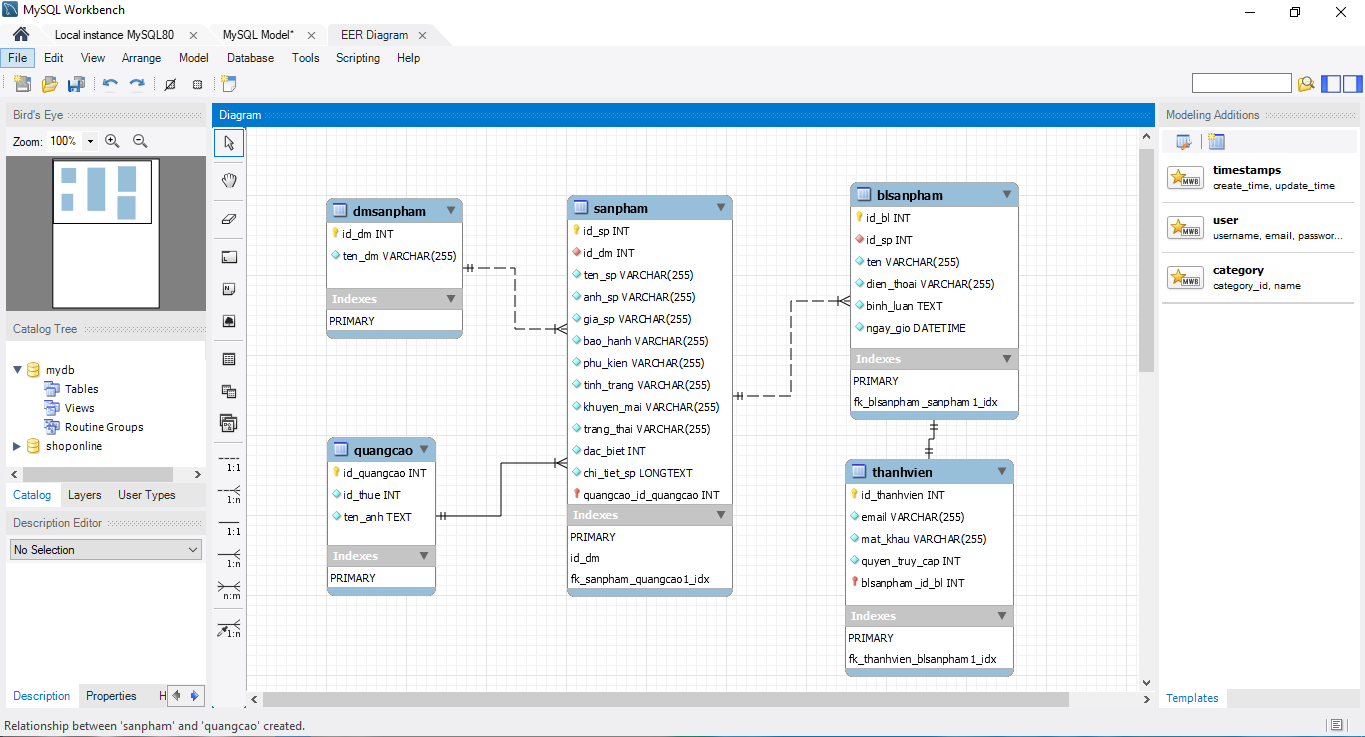 MySQL Workbench
Local instance MySQL80
MySQL Model*
EER Diagram
File Edit View Arrange Model Database Tools Scripting Help
Bird's Eye
Zoom: 100%
Catalog Tree
mydb
Tables
Views
Routine Groups
shoponline
Catalog Layers User Types
Description Editor
No Selection
Description Properties H
Diagram
1:1
1:n
1:1
1:n
n:m
1:n
dmsanpham
id_dm INT
ten_dm VARCHAR(255)
Indexes
PRIMARY
quangcao
id_quangcao INT
id_thue INT
ten_anh TEXT
Indexes
PRIMARY
sanpham
id_sp INT
id_dm INT
ten_sp VARCHAR(255)
anh_sp VARCHAR(255)
gia_sp VARCHAR(255)
bao_hanh VARCHAR(255)
phu_kien VARCHAR(255)
tinh_trang VARCHAR(255)
khuyen_mai VARCHAR(255)
trang_thai VARCHAR(255)
dac_biet INT
chi_tiet_sp LONGTEXT
quangcao_id_quangcao INT
Indexes
PRIMARY
id_dm
fk_sanpham_quangcao1_idx
blsanpham
id_bl INT
id_sp INT
ten VARCHAR(255)
dien_thoai VARCHAR(255)
binh_luan TEXT
ngay_gio DATETIME
Indexes
PRIMARY
fk_blsanpham_sanpham1_idx
thanhvien
id_thanhvien INT
email VARCHAR(255)
mat_khau VARCHAR(255)
quyen_truy_cap INT
blsanpham_id_bl INT
Indexes
PRIMARY
fk_thanhvien_blsanpham1_idx
Modeling Additions
MWB
timestamps
create_time, update_time
MWB
user
username, email, passwor...
MWB
category
category_id, name
Templates
Relationship between 'sanpham' and 'quangcao' created.